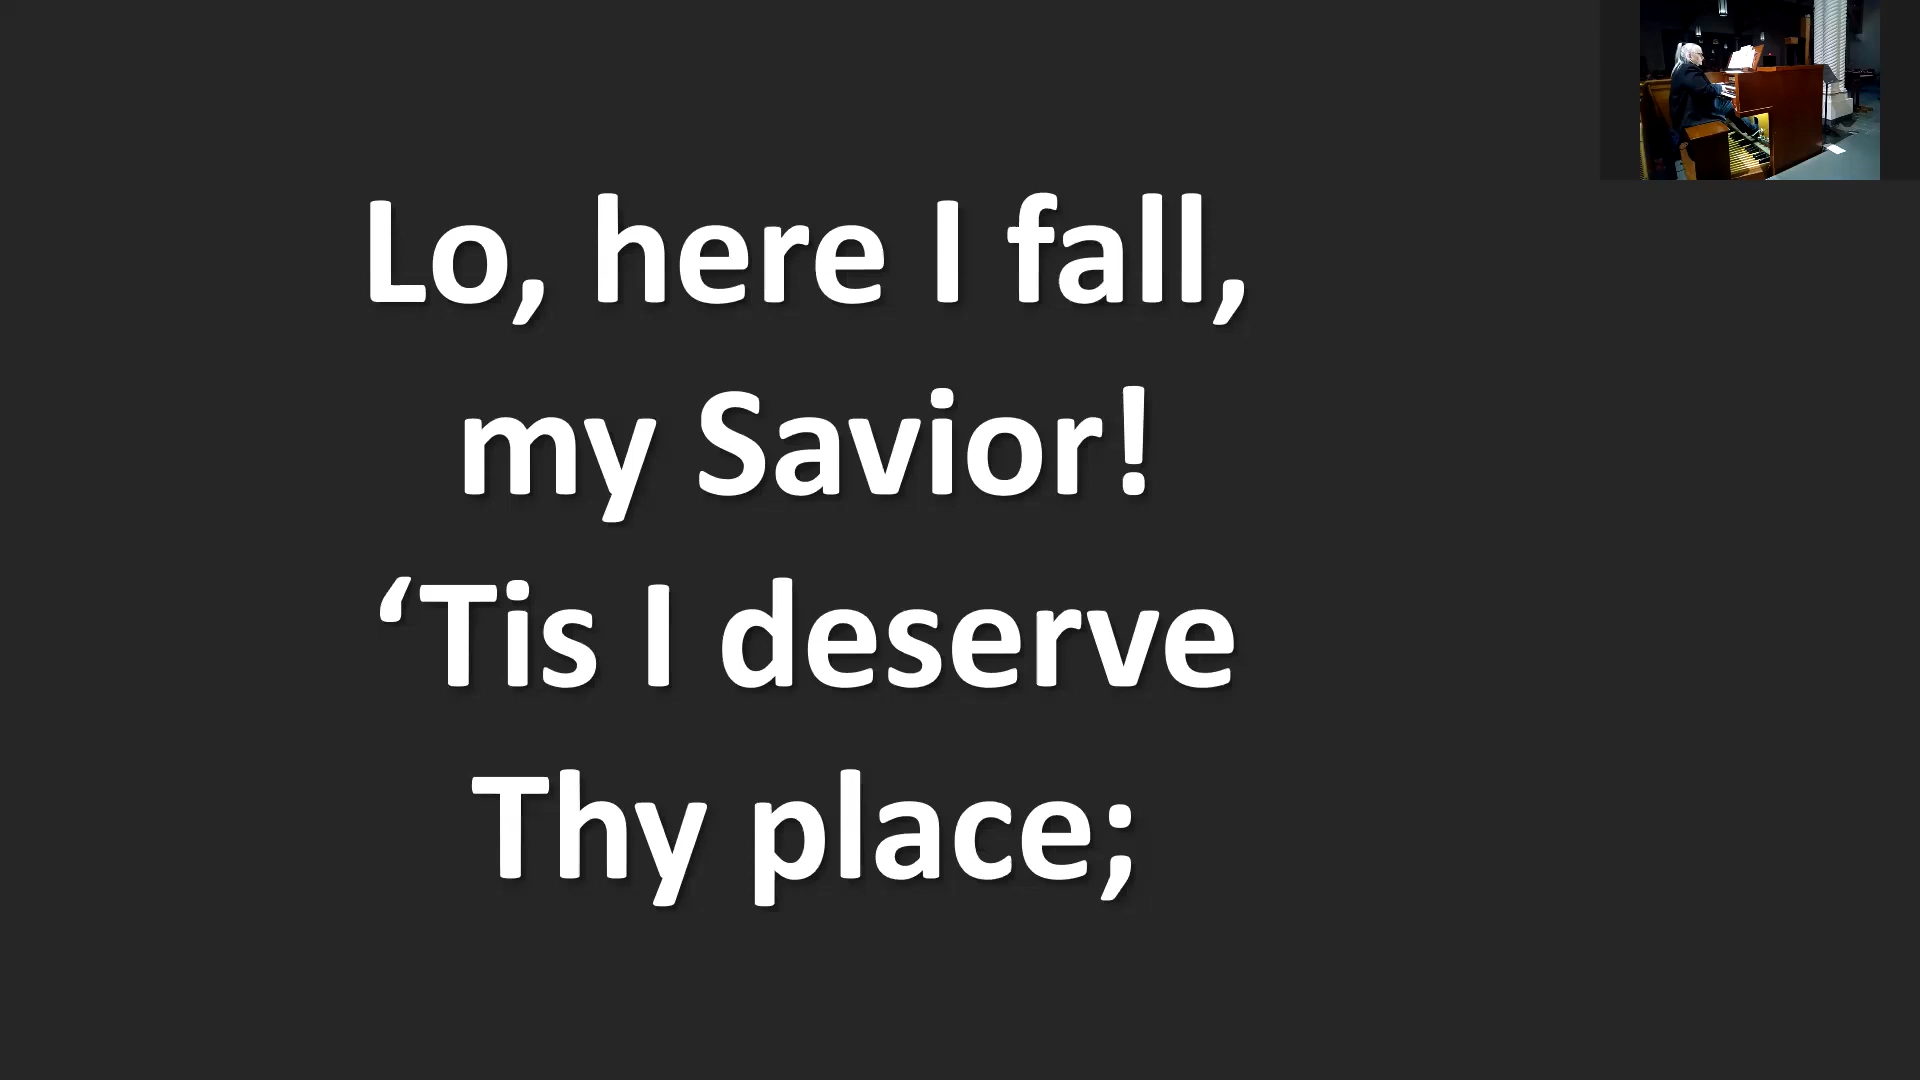 Lo, here I fall,
my Savior!
‘Tis I deserve
Thy place;